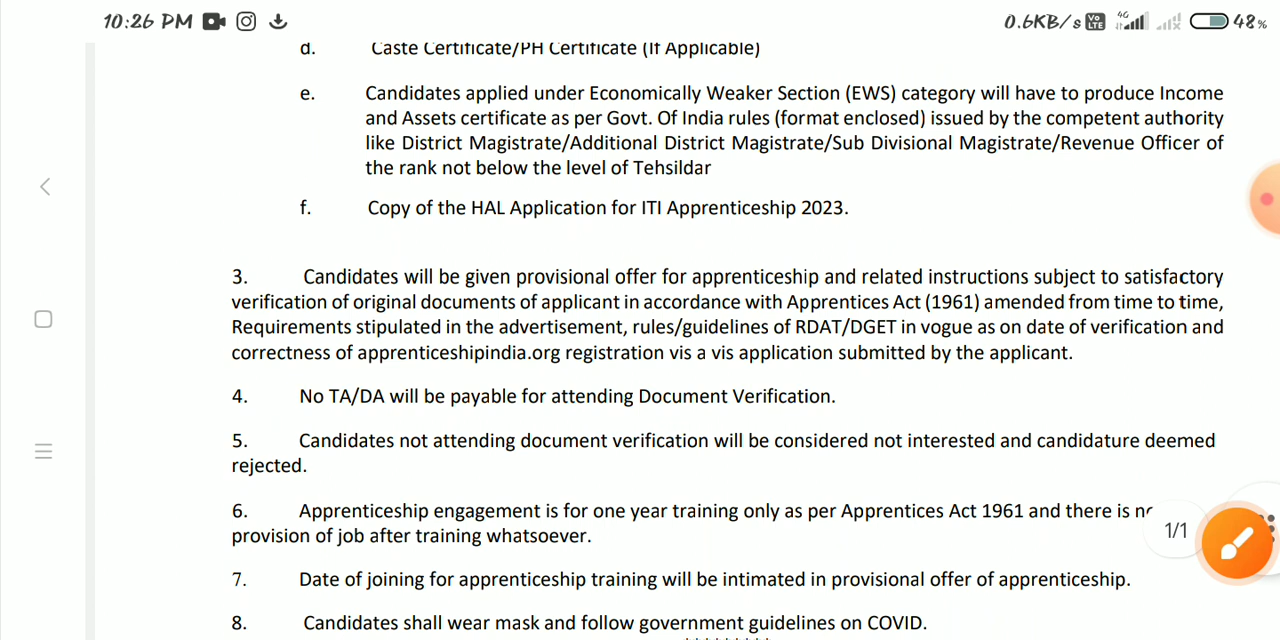 10:26 PM
0.6KB/s Vo LTE 4G 48%
d. Caste Certificate/PH Certificate (If Applicable)
e. Candidates applied under Economically Weaker Section (EWS) category will have to produce Income
and Assets certificate as per Govt. Of India rules (format enclosed) issued by the competent authority
like District Magistrate/Additional District Magistrate/Sub Divisional Magistrate/Revenue Officer of
the rank not below the level of Tehsildar
f. Copy of the HAL Application for ITI Apprenticeship 2023.
3. Candidates will be given provisional offer for apprenticeship and related instructions subject to satisfactory
verification of original documents of applicant in accordance with Apprentices Act (1961) amended from time to time,
Requirements stipulated in the advertisement, rules/guidelines of RDAT/DGET in vogue as on date of verification and
correctness of apprenticeshipindia.org registration vis a vis application submitted by the applicant.
4. No TA/DA will be payable for attending Document Verification.
5. Candidates not attending document verification will be considered not interested and candidature deemed
rejected.
6. Apprenticeship engagement is for one year training only as per Apprentices Act 1961 and there is
provision of job after training whatsoever.
1/1
7. Date of joining for apprenticeship training will be intimated in provisional offer of apprenticeship.
8. Candidates shall wear mask and follow government guidelines on COVID.